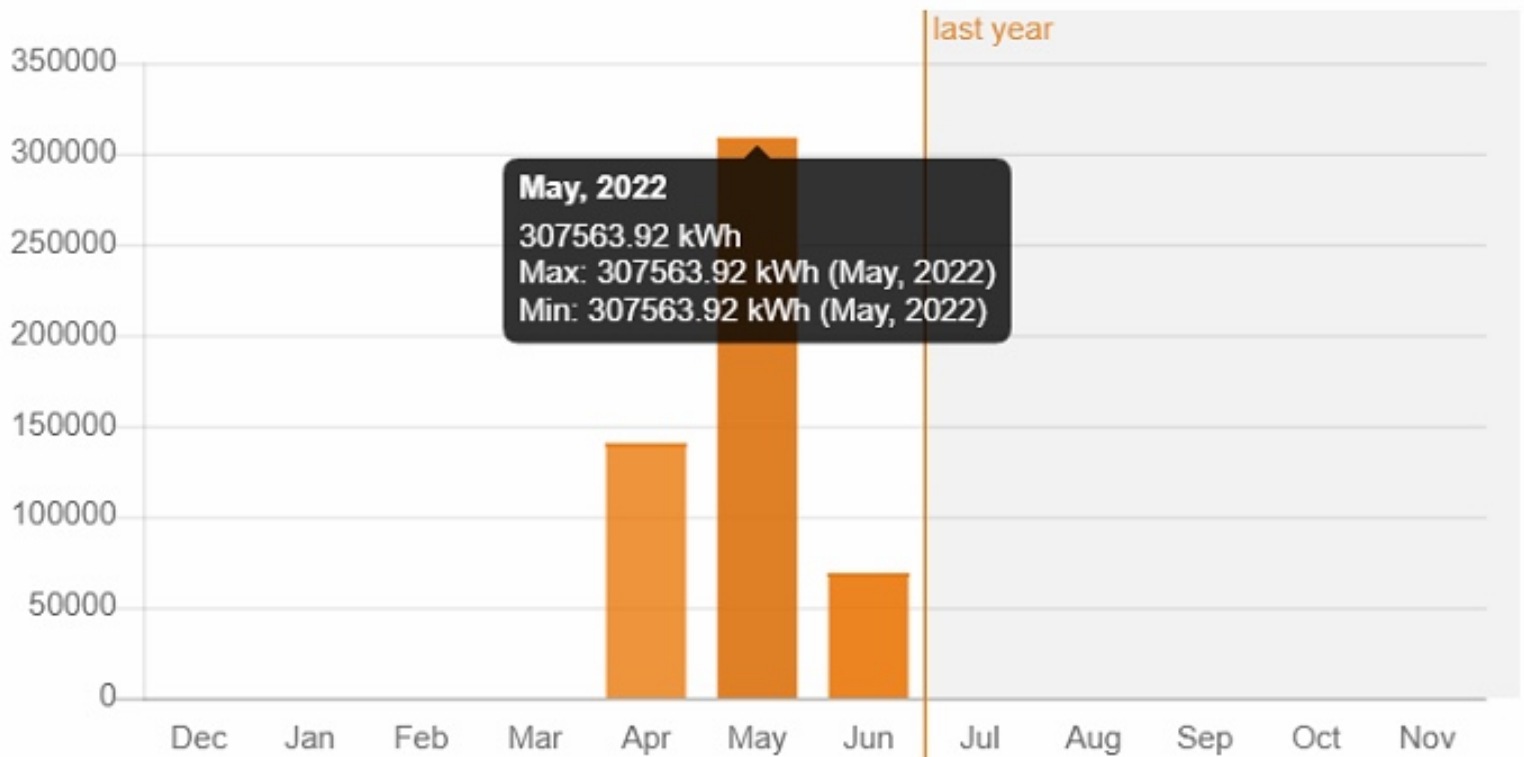 last year
350000
300000
May, 2022
307563.92 kWh
250000
Max: 307563.92 kWh (May, 2022)
Min: 307563.92 kWh (May, 2022)
200000
150000
100000
50000
0
Dec Jan Feb Mar Apr May Jun Jul Aug Sep Oct Nov